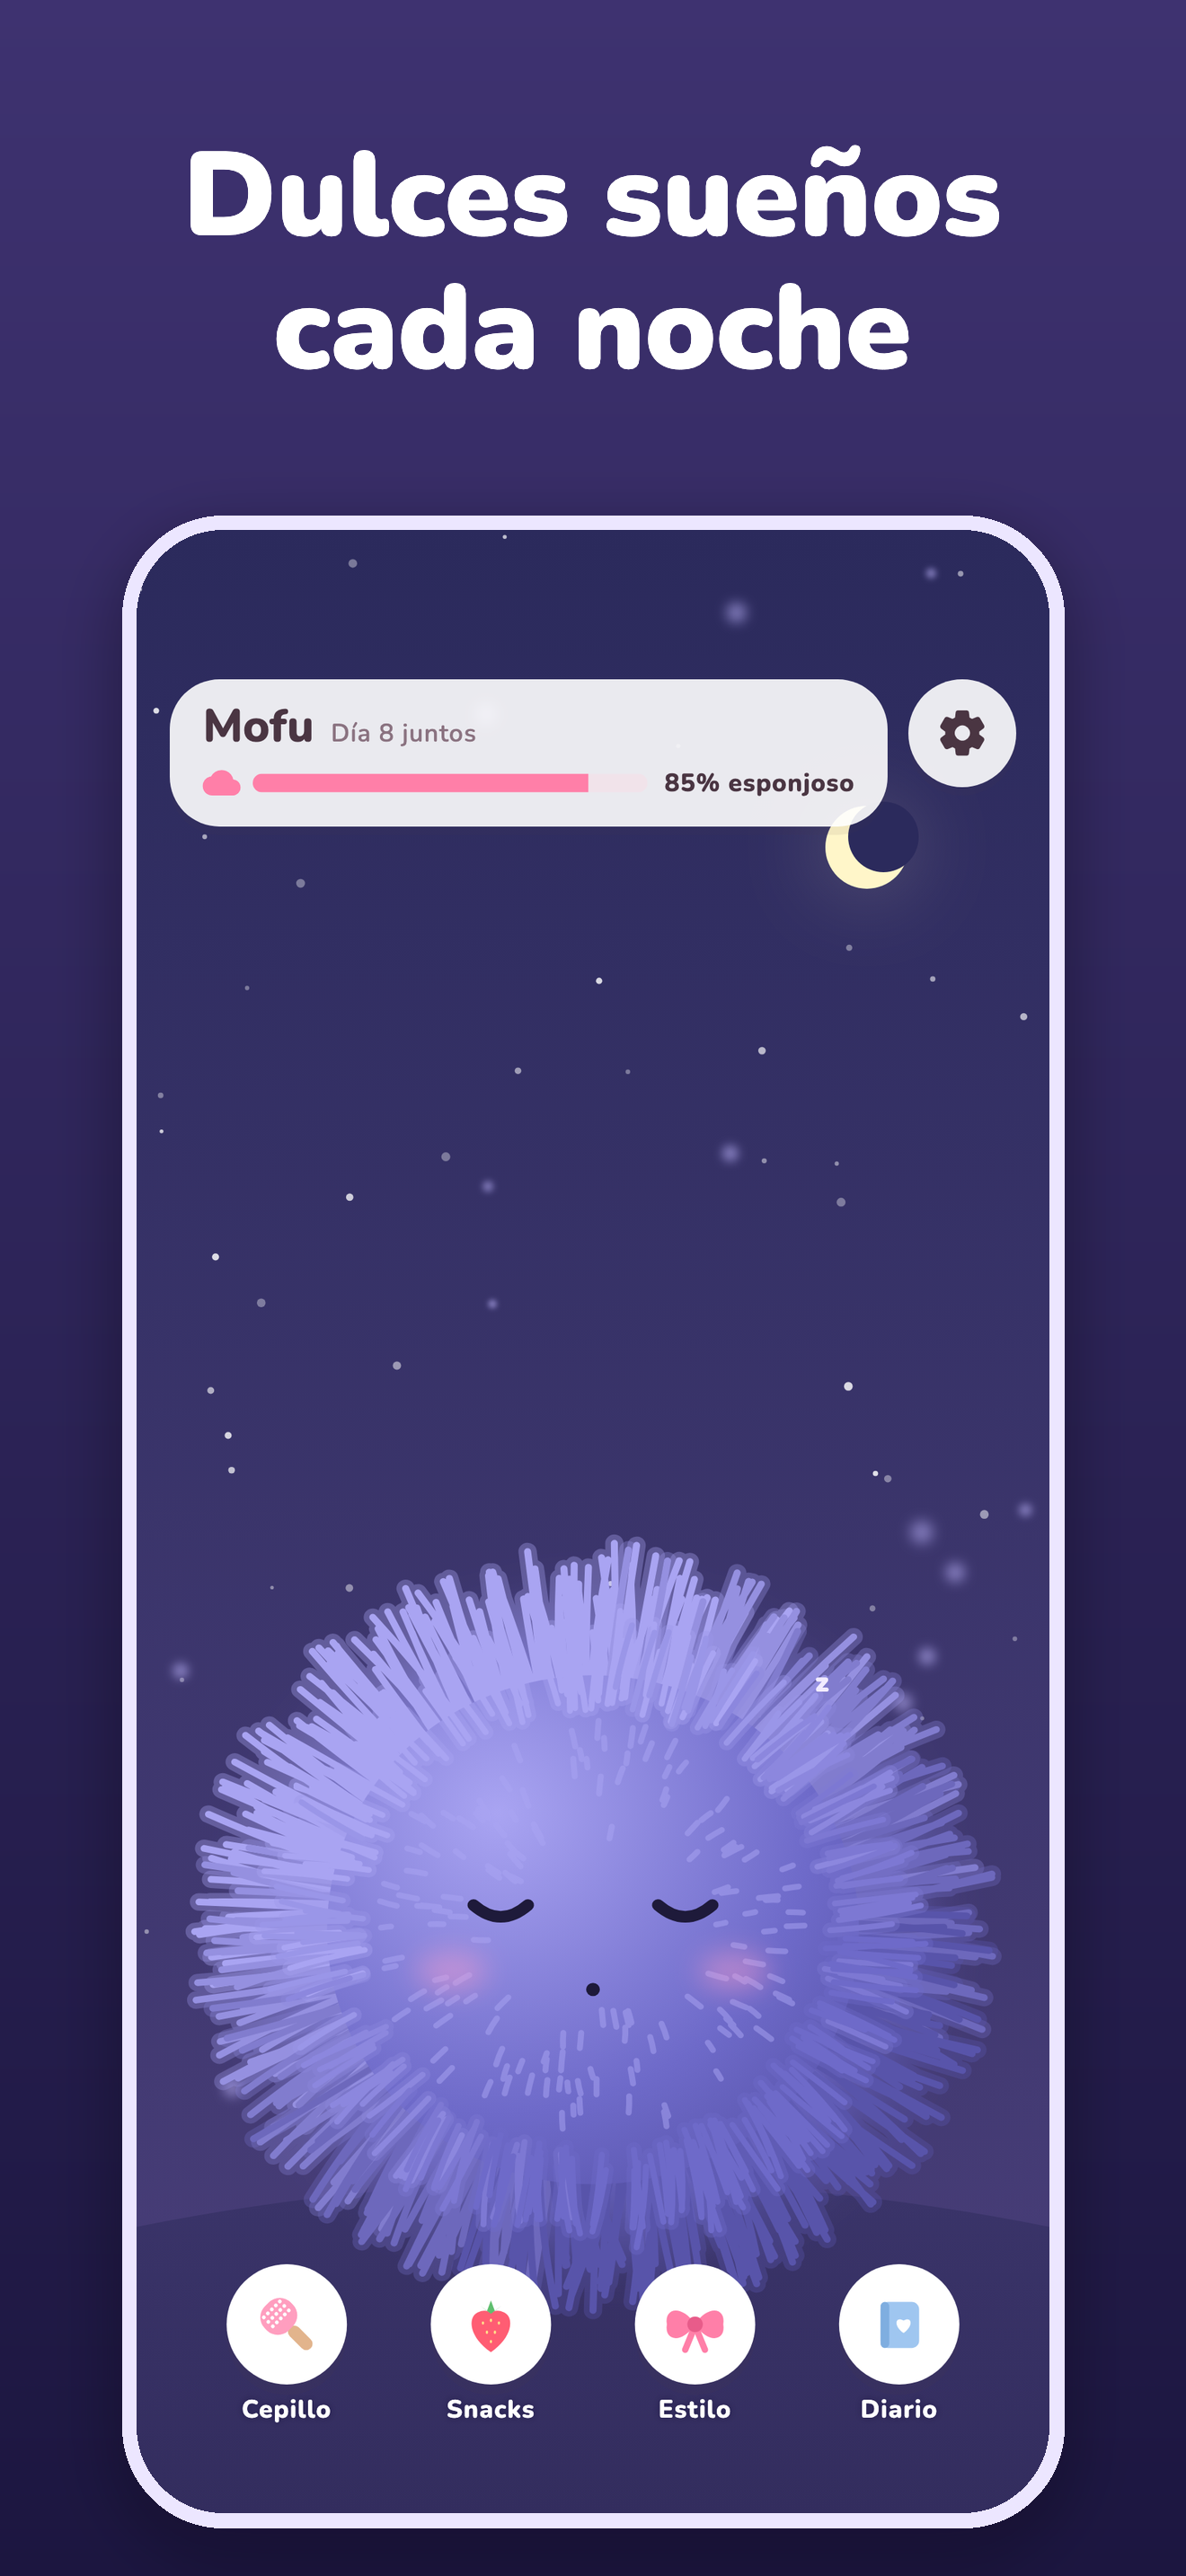 Dulces sueños
cada noche
Mofu Día 8 juntos
85% esponjoso
z
Cepillo Snacks Estilo Diario